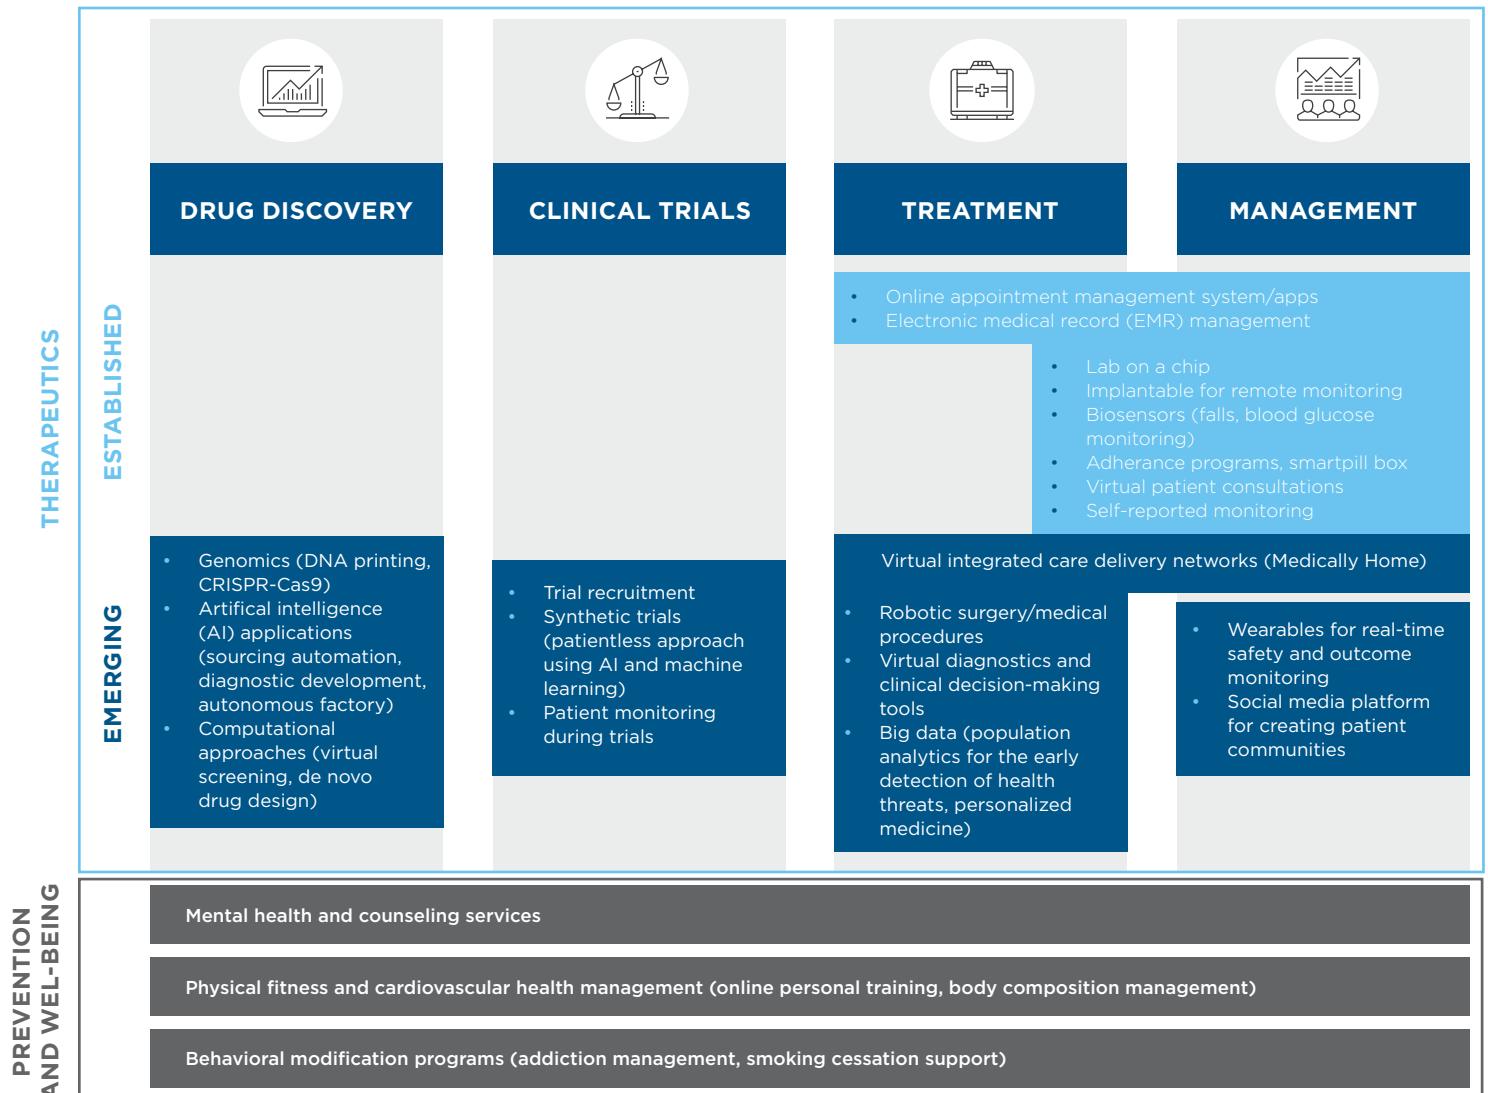 DRUG DISCOVERY
CLINICAL TRIALS
TREATMENT
MANAGEMENT
THERAPEUTICS
ESTABLISHED
• Online appointment management system/apps
• Electronic medical record (EMR) management
• Lab on a chip
• Implantable for remote monitoring
• Biosensors (falls, blood glucose
monitoring)
• Adherance programs, smartpill box
• Virtual patient consultations
• Self-reported monitoring
EMERGING
• Genomics (DNA printing,
CRISPR-Cas9)
• Artifical intelligence
(AI) applications
(sourcing automation,
diagnostic development,
autonomous factory)
• Computational
approaches (virtual
screening, de novo
drug design)
• Trial recruitment
• Synthetic trials
(patientless approach
using AI and machine
learning)
• Patient monitoring
during trials
Virtual integrated care delivery networks (Medically Home)
• Robotic surgery/medical
procedures
• Virtual diagnostics and
clinical decision-making
tools
• Big data (population
analytics for the early
detection of health
threats, personalized
medicine)
• Wearables for real-time
safety and outcome
monitoring
• Social media platform
for creating patient
communities
PREVENTION
AND WEL-BEING
Mental health and counseling services
Physical fitness and cardiovascular health management (online personal training, body composition management)
Behavioral modification programs (addiction management, smoking cessation support)